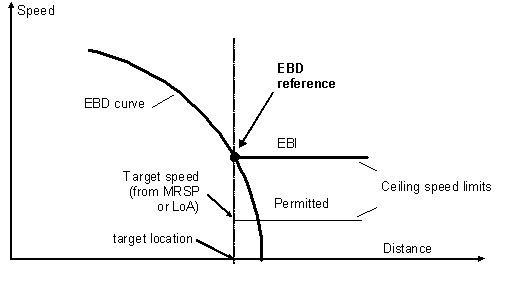 Speed
EBD
reference
EBD curve
EBI
Target speed
(from MRSP
or LoA)
Ceiling speed limits
Permitted
target location
Distance